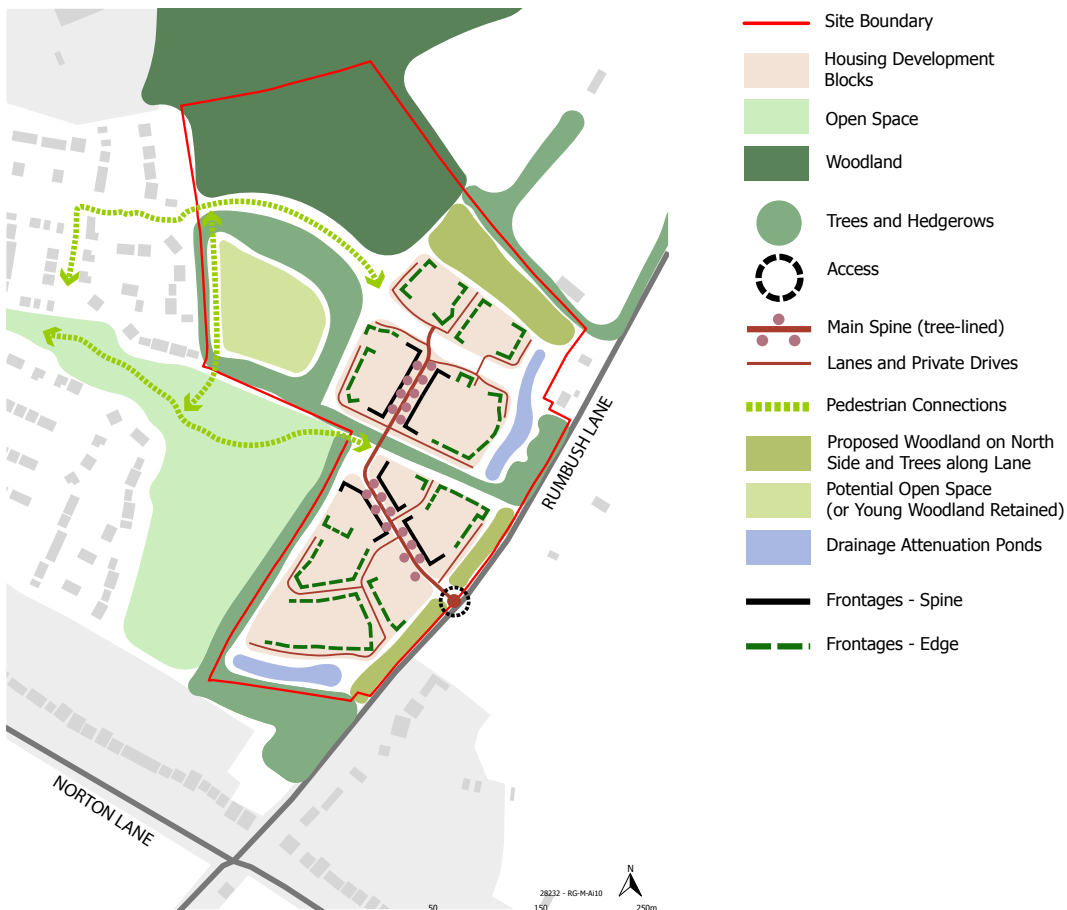 Site Boundary
Housing Development
Blocks
Open Space
Woodland
Trees and Hedgerows
Access
Main Spine (tree-lined)
Lanes and Private Drives
Pedestrian Connections
Proposed Woodland on North
Side and Trees along Lane
Potential Open Space
(or Young Woodland Retained)
Drainage Attenuation Ponds
Frontages - Spine
Frontages - Edge
RUMBUSH LANE
NORTON LANE
N
28232 - RG-M-Ai10
50 150 250m